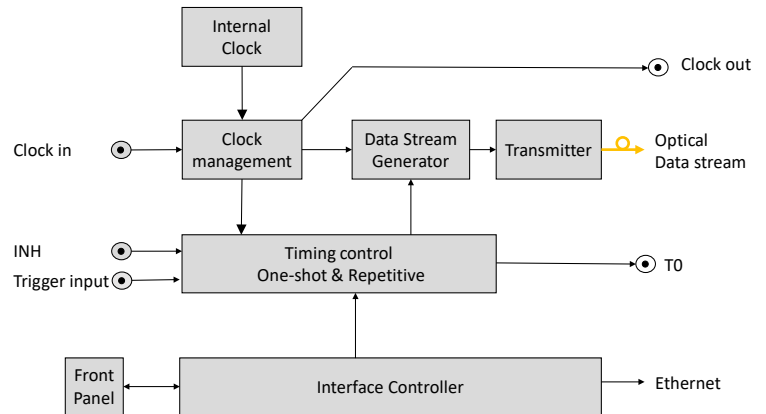 Internal
Clock
Clock out
Clock in
Clock
management
Data Stream
Generator
Transmitter
Optical
Data stream
INH
Trigger input
Timing control
One-shot & Repetitive
T0
Front
Panel
Interface Controller
Ethernet